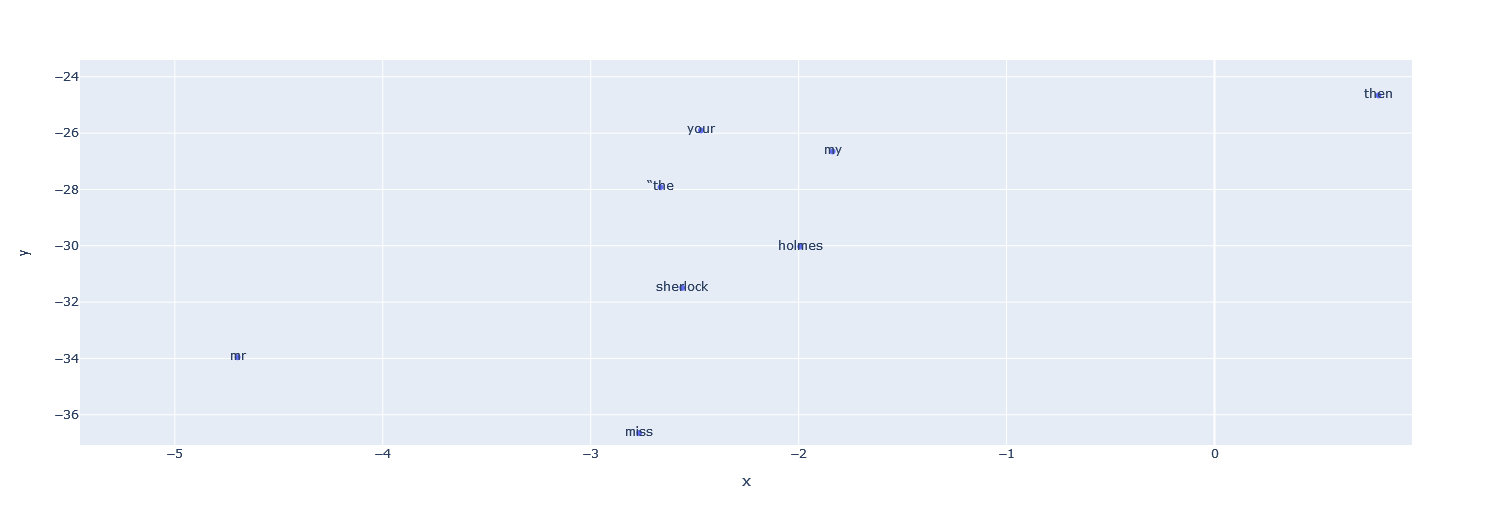 −24
then
−26
your
my
−28
‟the
−30
holmes
y
sherlock
−32
−34
mr
−36
miss
−5 −4 −3 −2 −1 0
x